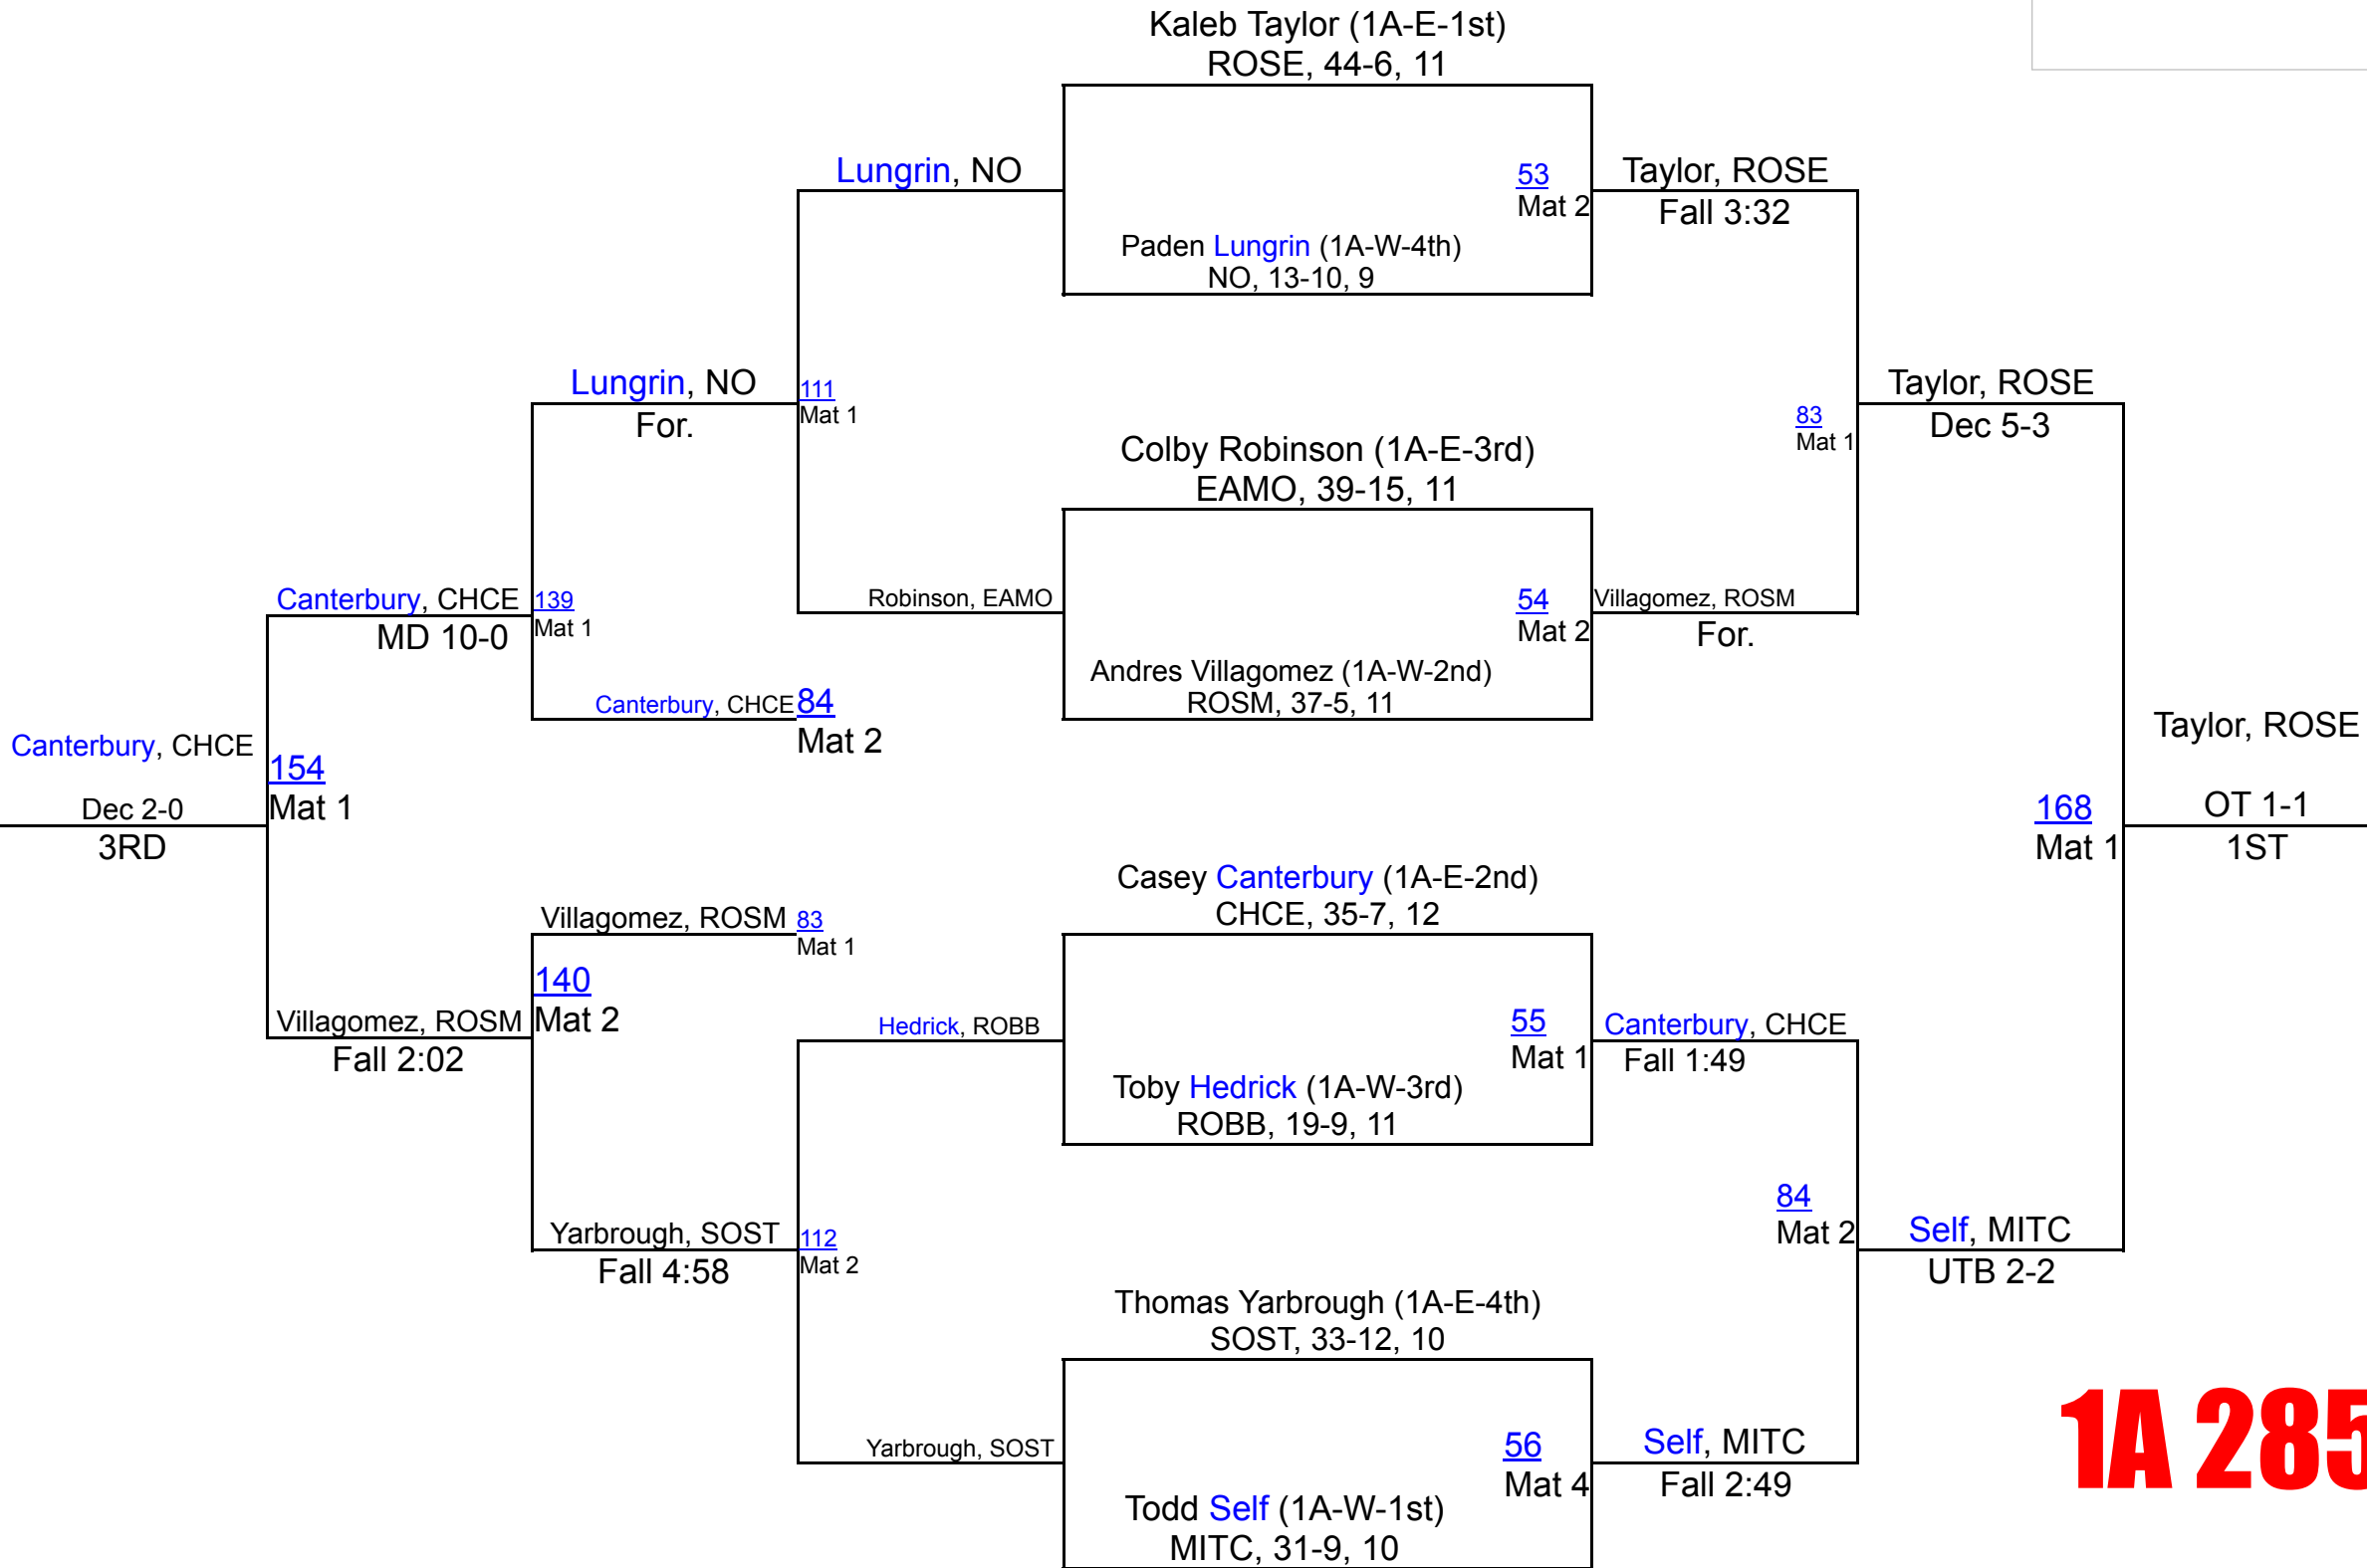 Kaleb Taylor (1A-E-1st)
ROSE, 44-6, 11
Lungrin, NO
53
Mat 2
Taylor, ROSE
Fall 3:32
Paden Lungrin (1A-W-4th)
NO, 13-10, 9
Lungrin, NO
For.
111
Mat 1
Taylor, ROSE
Dec 5-3
83
Mat 1
Colby Robinson (1A-E-3rd)
EAMO, 39-15, 11
Canterbury, CHCE
MD 10-0
139
Mat 1
Robinson, EAMO
54
Mat 2
Villagomez, ROSM
For.
Andres Villagomez (1A-W-2nd)
ROSM, 37-5, 11
Canterbury, CHCE
84
Mat 2
Canterbury, CHCE
Dec 2-0
3RD
154
Mat 1
Taylor, ROSE
OT 1-1
1ST
168
Mat 1
Casey Canterbury (1A-E-2nd)
CHCE, 35-7, 12
Villagomez, ROSM
83
Mat 1
140
Mat 2
Villagomez, ROSM
Fall 2:02
Hedrick, ROBB
55
Mat 1
Canterbury, CHCE
Fall 1:49
Toby Hedrick (1A-W-3rd)
ROBB, 19-9, 11
Yarbrough, SOST
Fall 4:58
112
Mat 2
84
Mat 2
Self, MITC
UTB 2-2
Thomas Yarbrough (1A-E-4th)
SOST, 33-12, 10
Yarbrough, SOST
56
Mat 4
Self, MITC
Fall 2:49
Todd Self (1A-W-1st)
MITC, 31-9, 10
1A 285